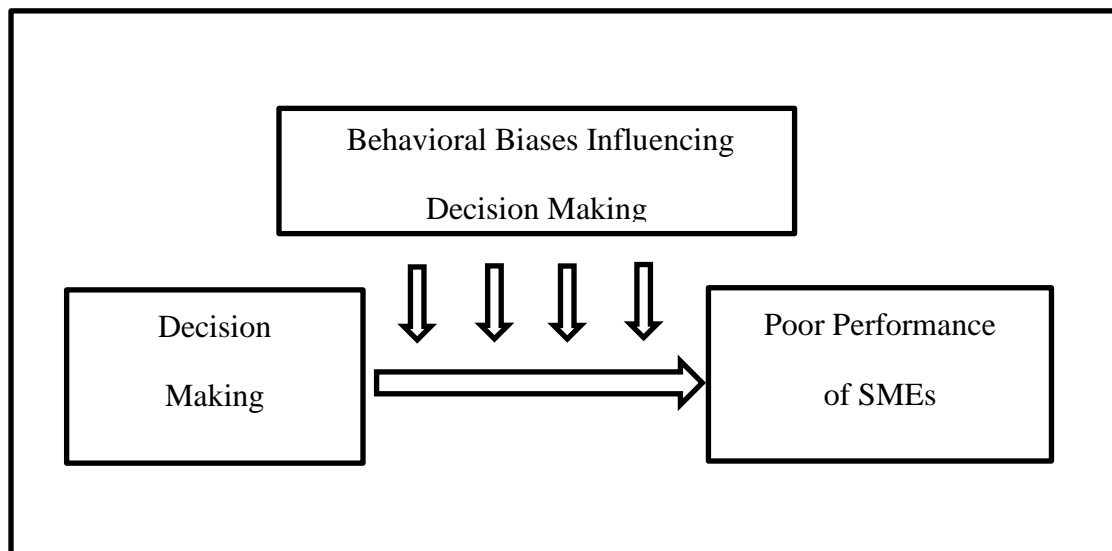 Behavioral Biases Influencing
Decision Making
Decision
Making
Poor Performance
of SMEs